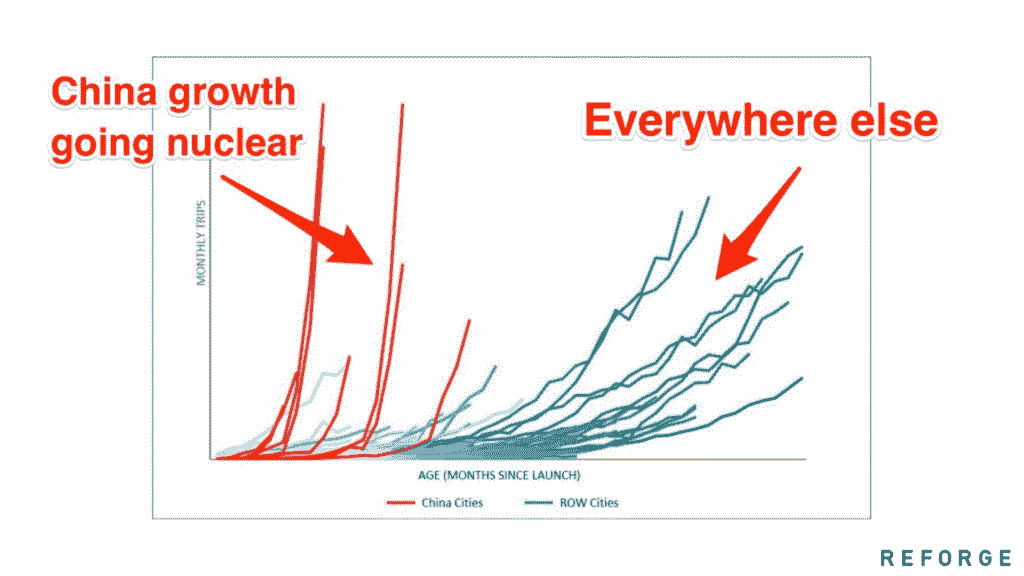 China growth
going nuclear
Everywhere else
MONTHLY TRIPS
AGE (MONTHS SINCE LAUNCH)
China Cities
ROW Cities
REFORGE